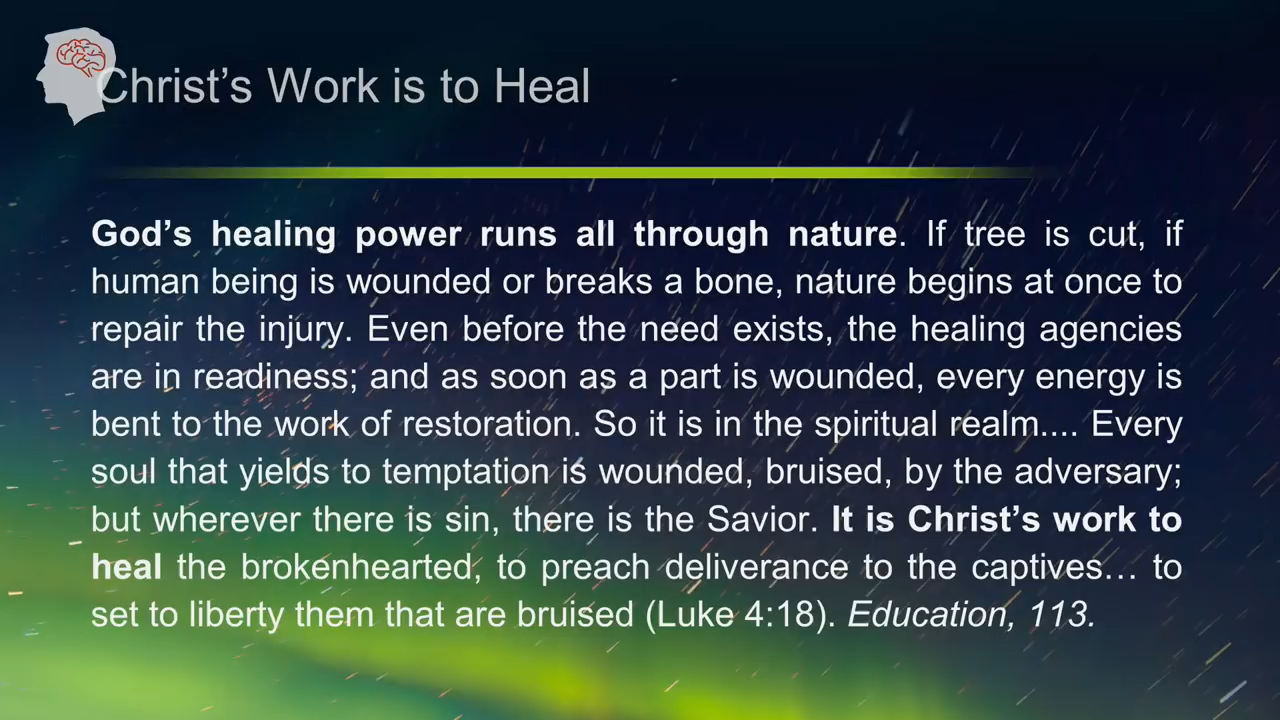 Christ’s Work is to Heal
God’s healing power runs all through nature. If tree is cut, if
human being is wounded or breaks a bone, nature begins at once to
repair the injury. Even before the need exists, the healing agencies
are in readiness; and as soon as a part is wounded, every energy is
bent to the work of restoration. So it is in the spiritual realm.... Every
soul that yields to temptation is wounded, bruised, by the adversary;
but wherever there is sin, there is the Savior. It is Christ’s work to
heal the brokenhearted, to preach deliverance to the captives… to
set to liberty them that are bruised (Luke 4:18). Education, 113.